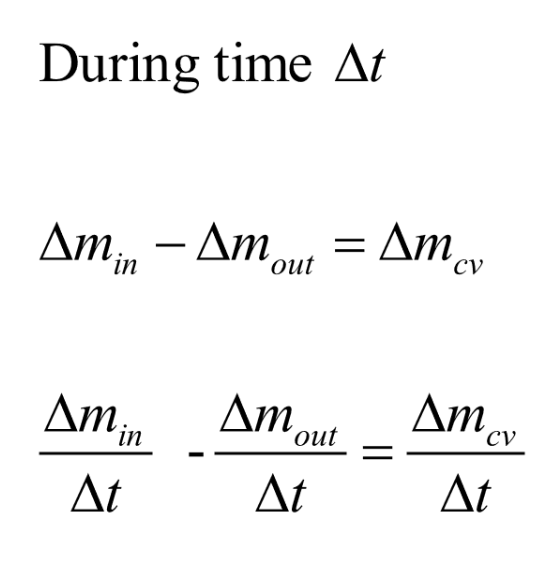 During time Δt
Δm_in − Δm_out = Δm_cv
Δm_in/Δt - Δm_out/Δt = Δm_cv/Δt